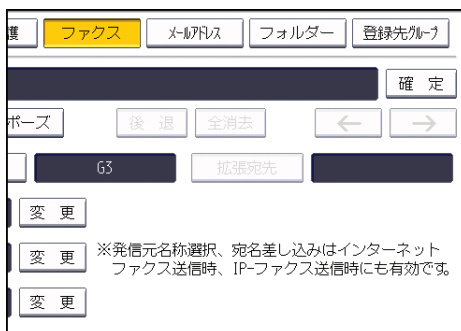 護 ファクス メールアドレス フォルダー 登録先グループ
確 定
ポーズ 後 退 全消去 ← →
G3 拡張宛先
変 更
変 更 ※発信元名称選択、宛名差し込みはインターネット
ファクス送信時、IP-ファクス送信時にも有効です。
変 更